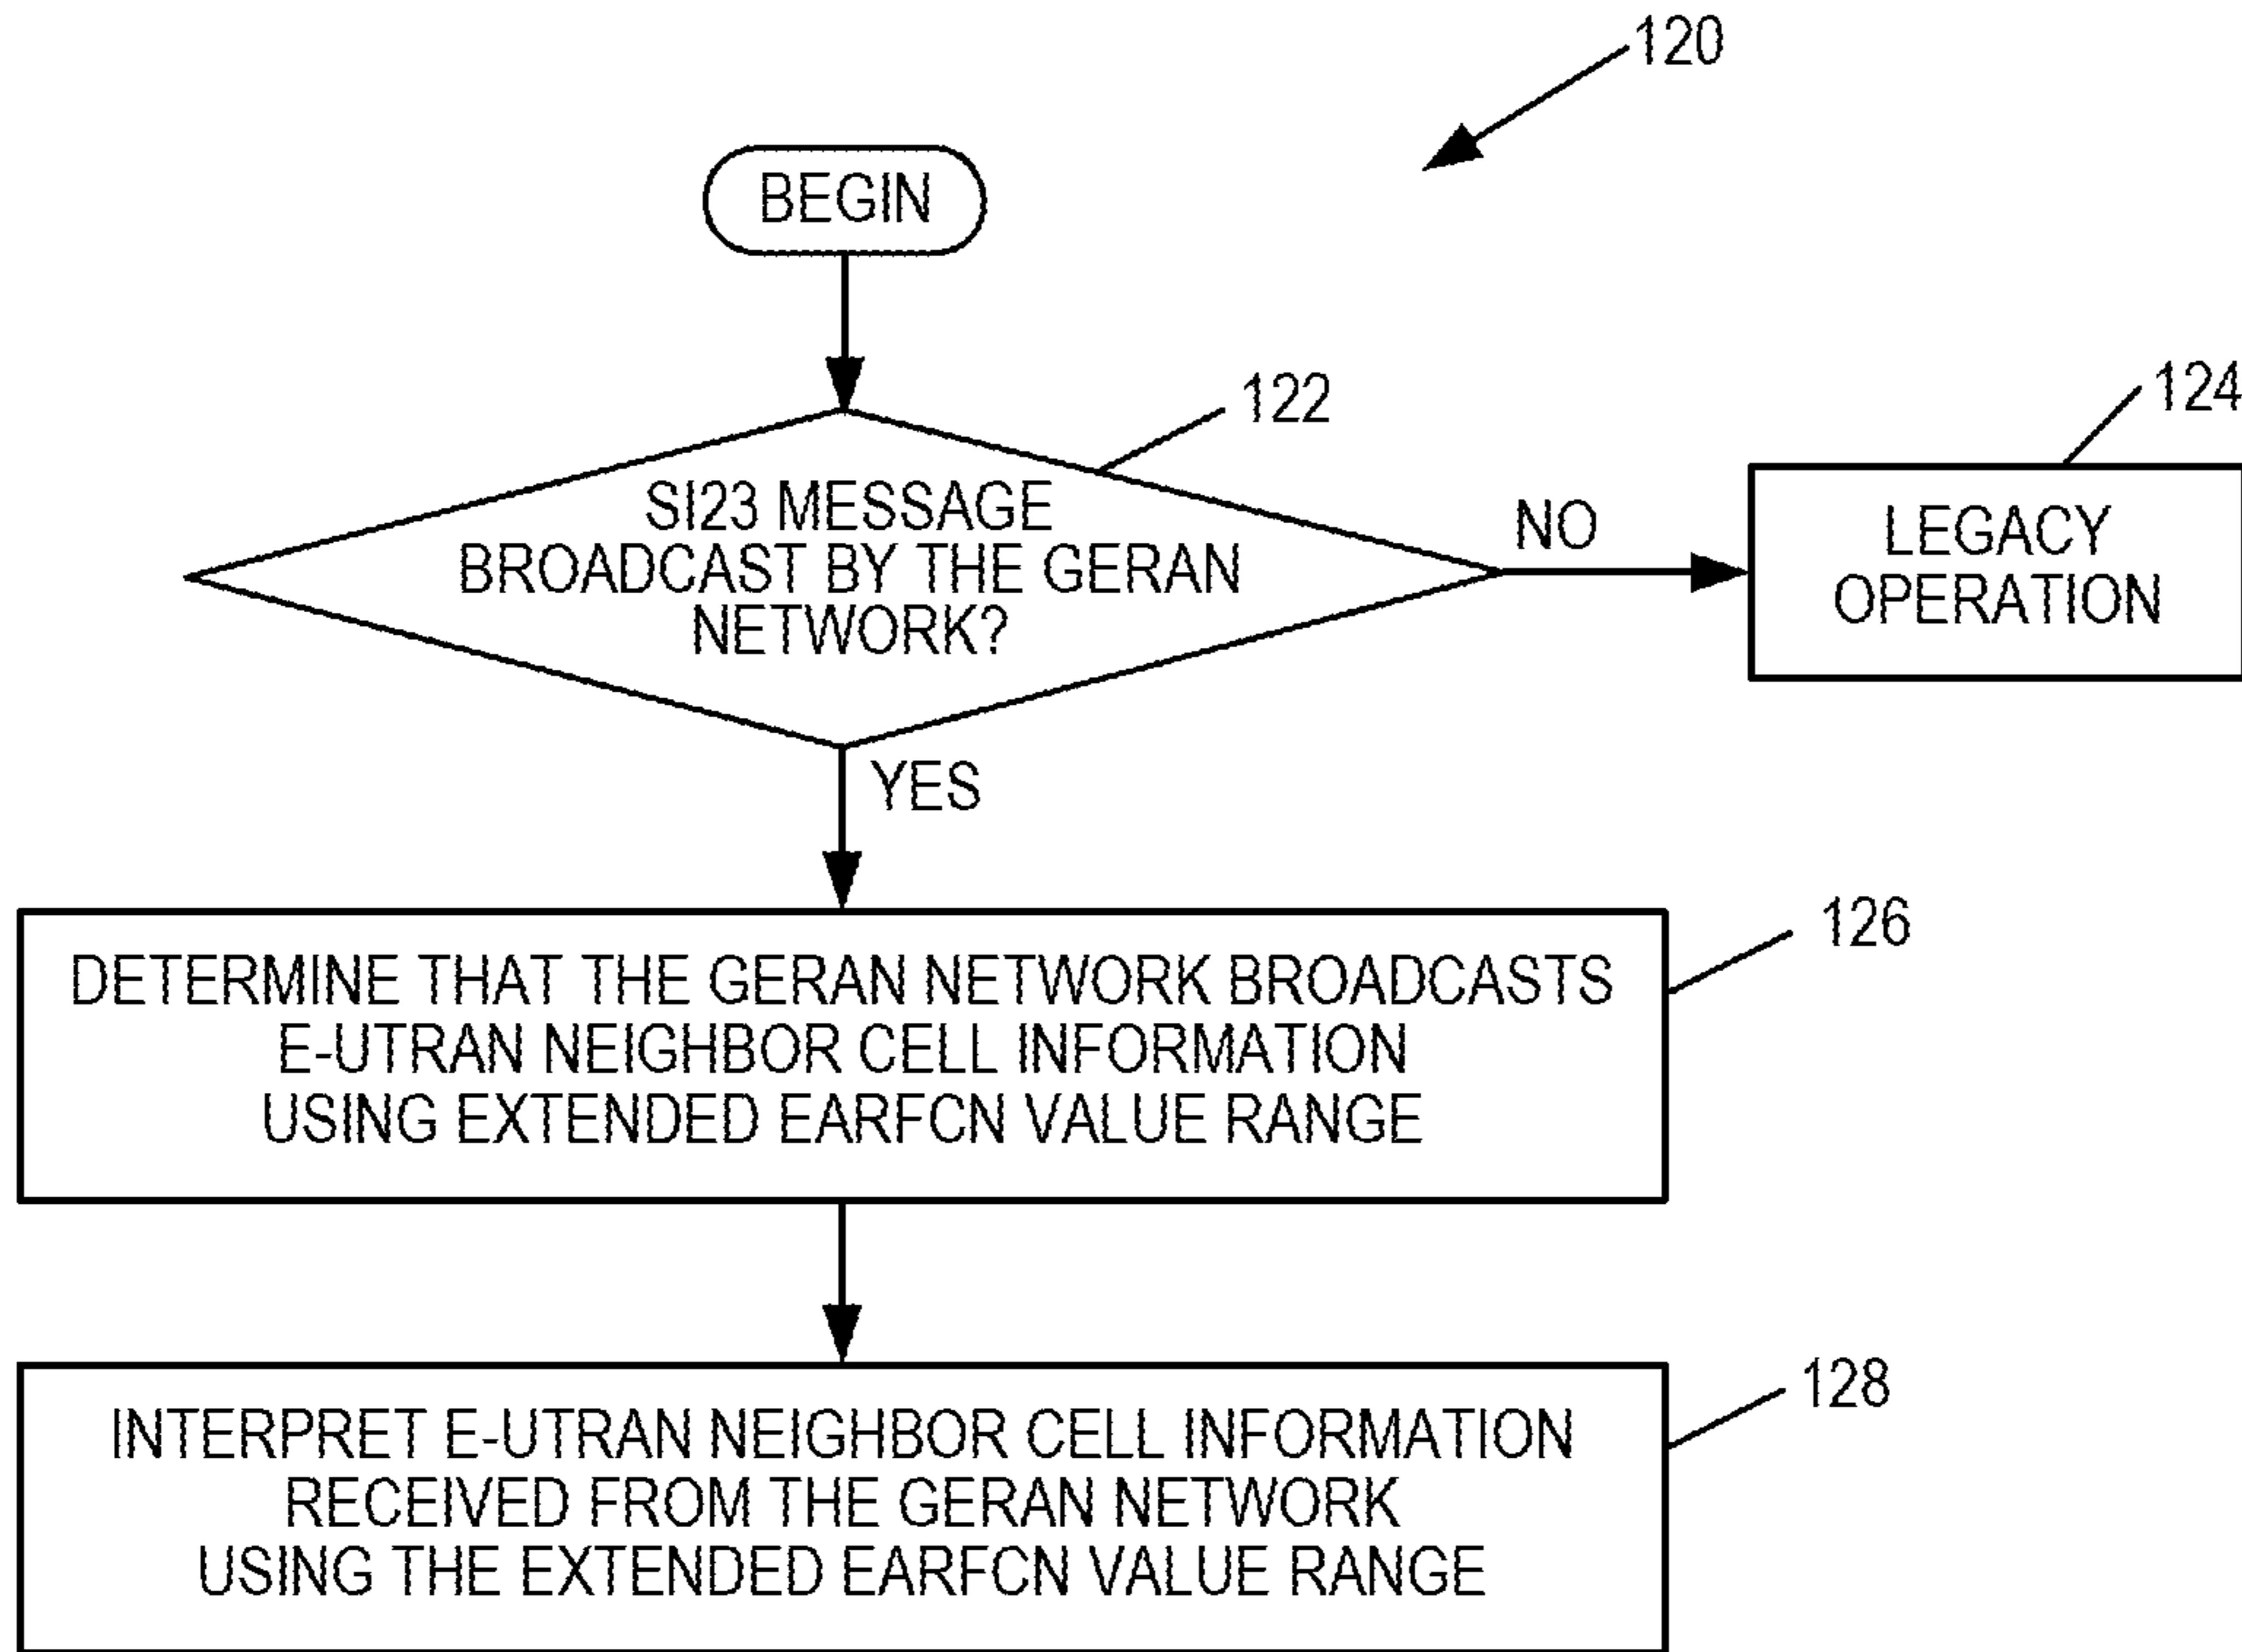 120
BEGIN
122
SI23 MESSAGE
BROADCAST BY THE GERAN
NETWORK?
NO
124
LEGACY
OPERATION
YES
126
DETERMINE THAT THE GERAN NETWORK BROADCASTS
E-UTRAN NEIGHBOR CELL INFORMATION
USING EXTENDED EARFCN VALUE RANGE
128
INTERPRET E-UTRAN NEIGHBOR CELL INFORMATION
RECEIVED FROM THE GERAN NETWORK
USING THE EXTENDED EARFCN VALUE RANGE